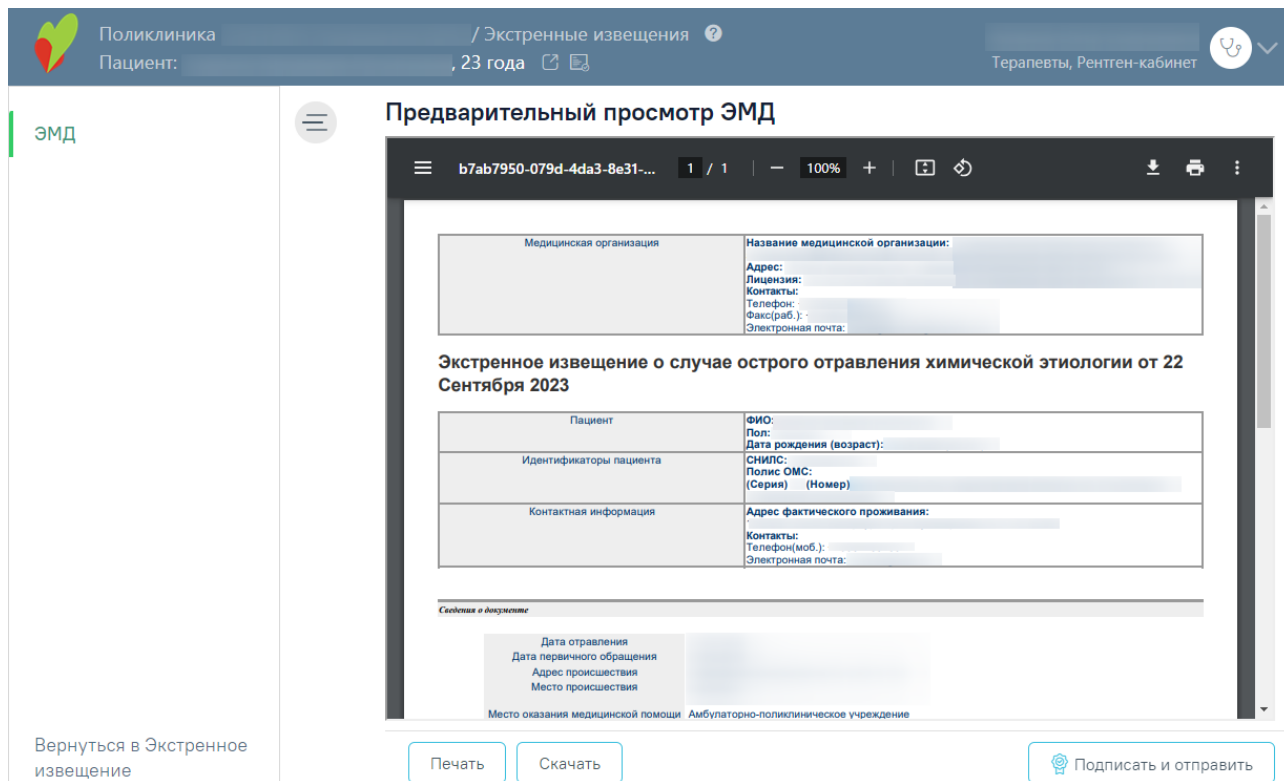 Поликлиника / Экстренные извещения ?
Пациент: , 23 года
Терапевты, Рентген-кабинет
ЭМД
Предварительный просмотр ЭМД
b7ab7950-079d-4da3-8e31-... 1 / 1 — 100% +
Медицинская организация
Название медицинской организации:
Адрес:
Лицензия:
Контакты:
Телефон:
Факс(раб.):
Электронная почта:
Экстренное извещение о случае острого отравления химической этиологии от 22
Сентября 2023
Пациент
ФИО:
Пол:
Дата рождения (возраст):
Идентификаторы пациента
СНИЛС:
Полис ОМС:
(Серия) (Номер)
Контактная информация
Адрес фактического проживания:
Контакты:
Телефон(моб.):
Электронная почта:
Сведения о документе
Дата отравления
Дата первичного обращения
Адрес происшествия
Место происшествия
Место оказания медицинской помощи Амбулаторно-поликлиническое учреждение
Вернуться в Экстренное
извещение
Печать
Скачать
Подписать и отправить